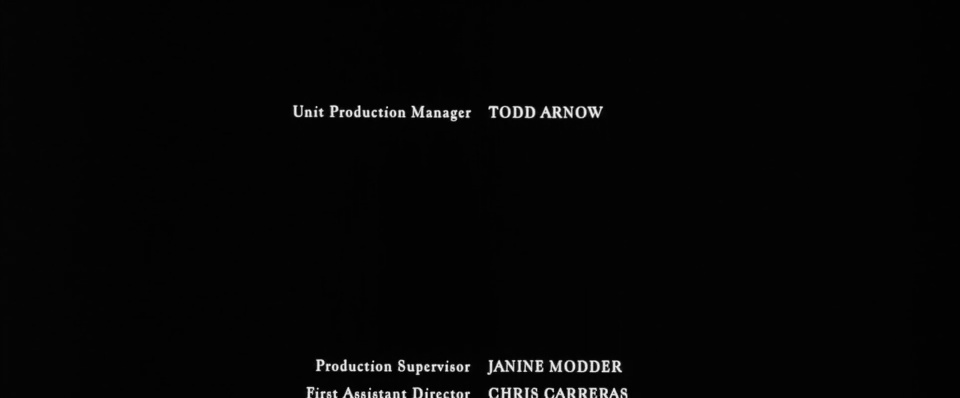 Unit Production Manager TODD ARNOW
Production Supervisor JANINE MODDER
First Assistant Director CHRIS CARRERAS